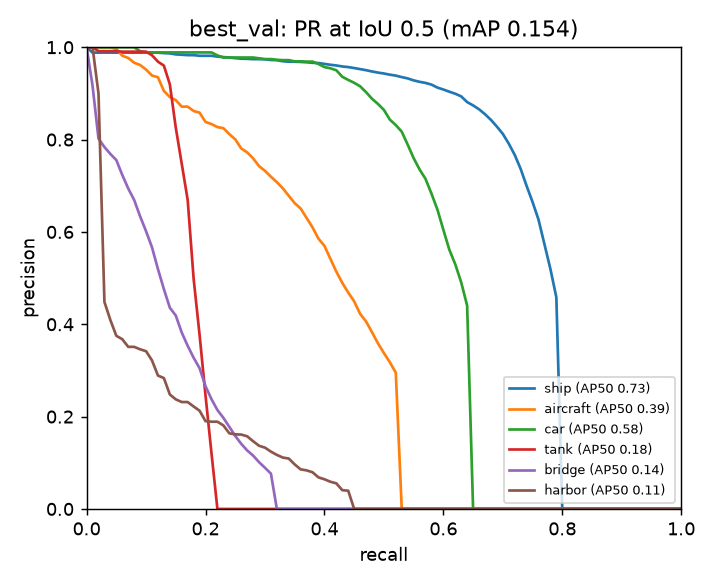 best_val: PR at IoU 0.5 (mAP 0.154)
1.0
0.8
0.6
0.4
0.2
0.0
precision
ship (AP50 0.73)
aircraft (AP50 0.39)
car (AP50 0.58)
tank (AP50 0.18)
bridge (AP50 0.14)
harbor (AP50 0.11)
0.0 0.2 0.4 0.6 0.8 1.0
recall